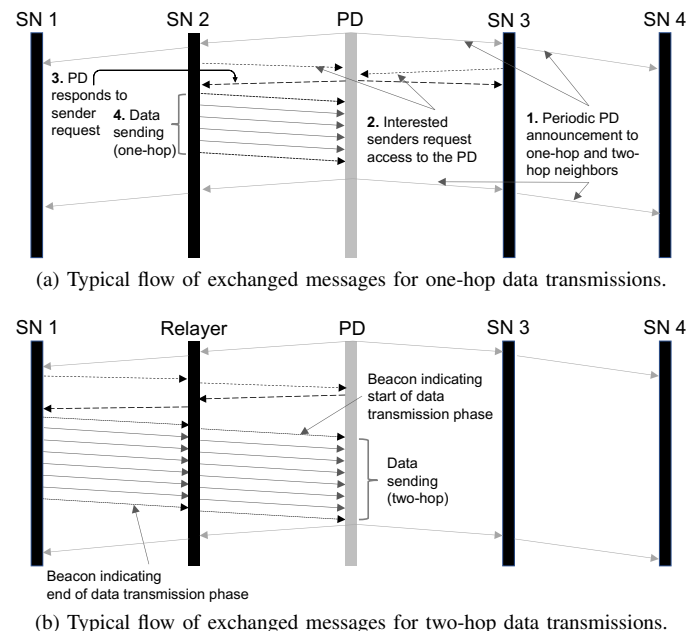 SN 1 SN 2 PD SN 3 SN 4
3. PD
responds to
sender
request
4. Data
sending
(one-hop)
2. Interested
senders request
access to the PD
1. Periodic PD
announcement to
one-hop and two-
hop neighbors
(a) Typical flow of exchanged messages for one-hop data transmissions.
SN 1 Relayer PD SN 3 SN 4
Beacon indicating
start of data
transmission phase
Data
sending
(two-hop)
Beacon indicating
end of data transmission phase
(b) Typical flow of exchanged messages for two-hop data transmissions.